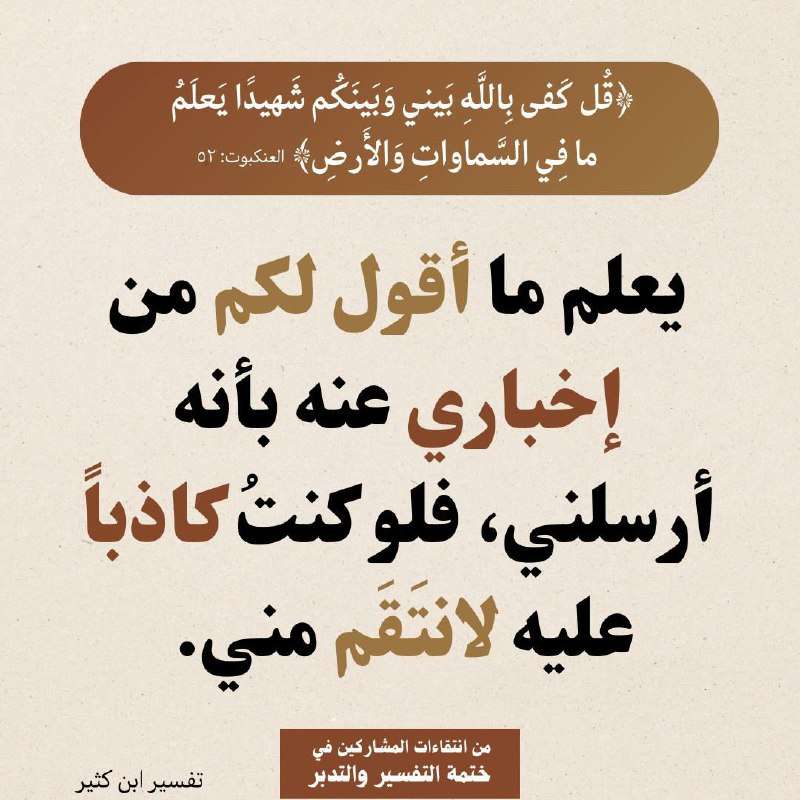 ﴿قُل كَفى بِاللَّهِ بَيني وَبَينَكُم شَهيدًا يَعلَمُ
ما فِي السَّماواتِ وَالأَرضِ﴾ العنكبوت: ٥٢
يعلم ما أقول لكم من
إخباري عنه بأنه
أرسلني، فلو كنتُ كاذباً
عليه لانتَقَم مني.
من انتقاءات المشاركين في
ختمة التفسير والتدبر
تفسير ابن كثير